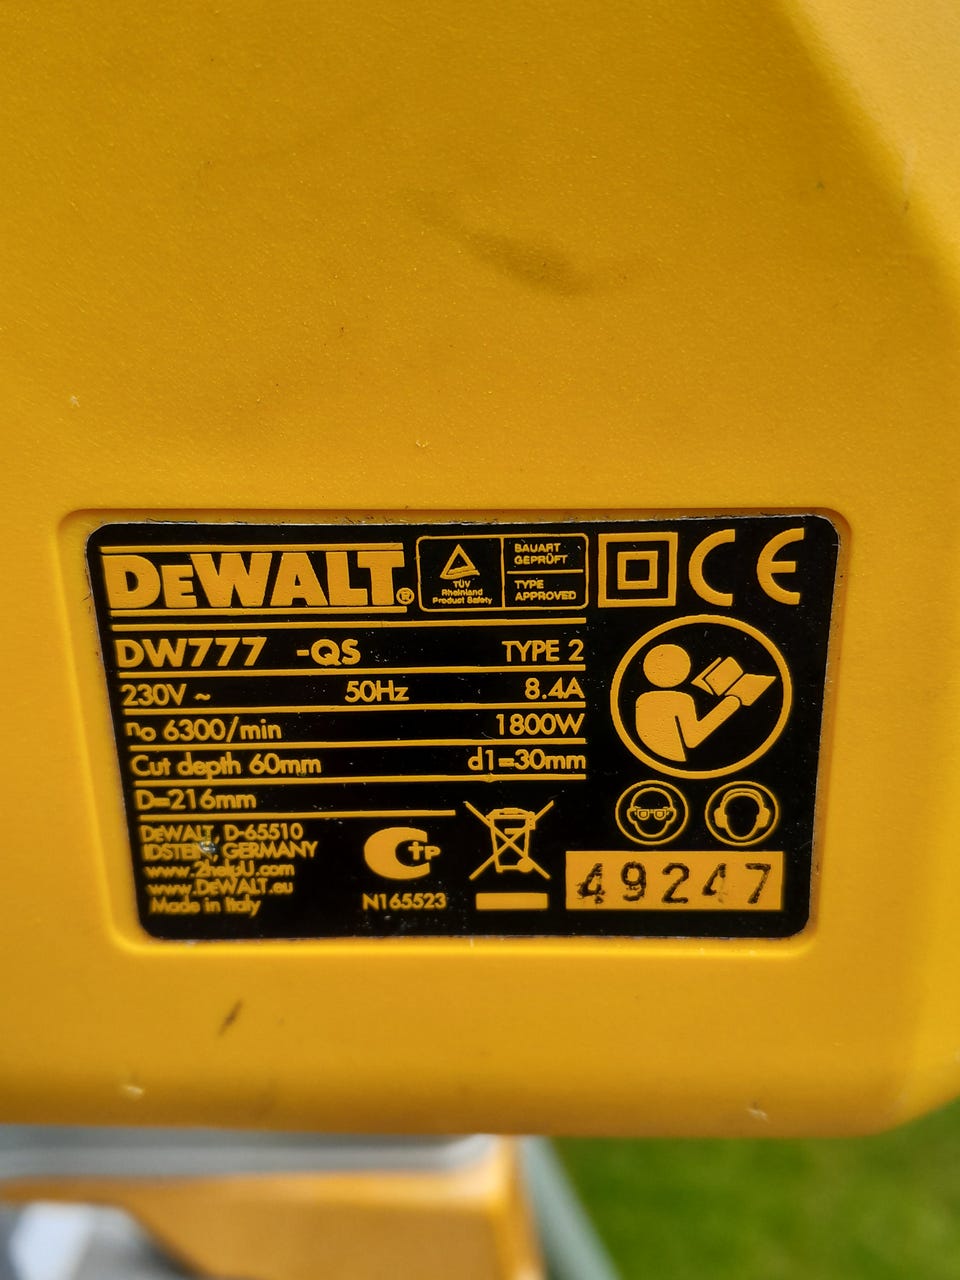 DEWALT®
TÜV
Rheinland
Product Safety
BAUART
GEPRÜFT
TYPE
APPROVED
CE
DW777 -QS TYPE 2
230V ~ 50Hz 8.4A
no 6300/min 1800W
Cut depth 60mm d1=30mm
D=216mm
DEWALT, D-65510
IDSTEIN, GERMANY
www.2helpU.com
www.DEWALT.eu
Made in Italy
CTP
N165523
49247